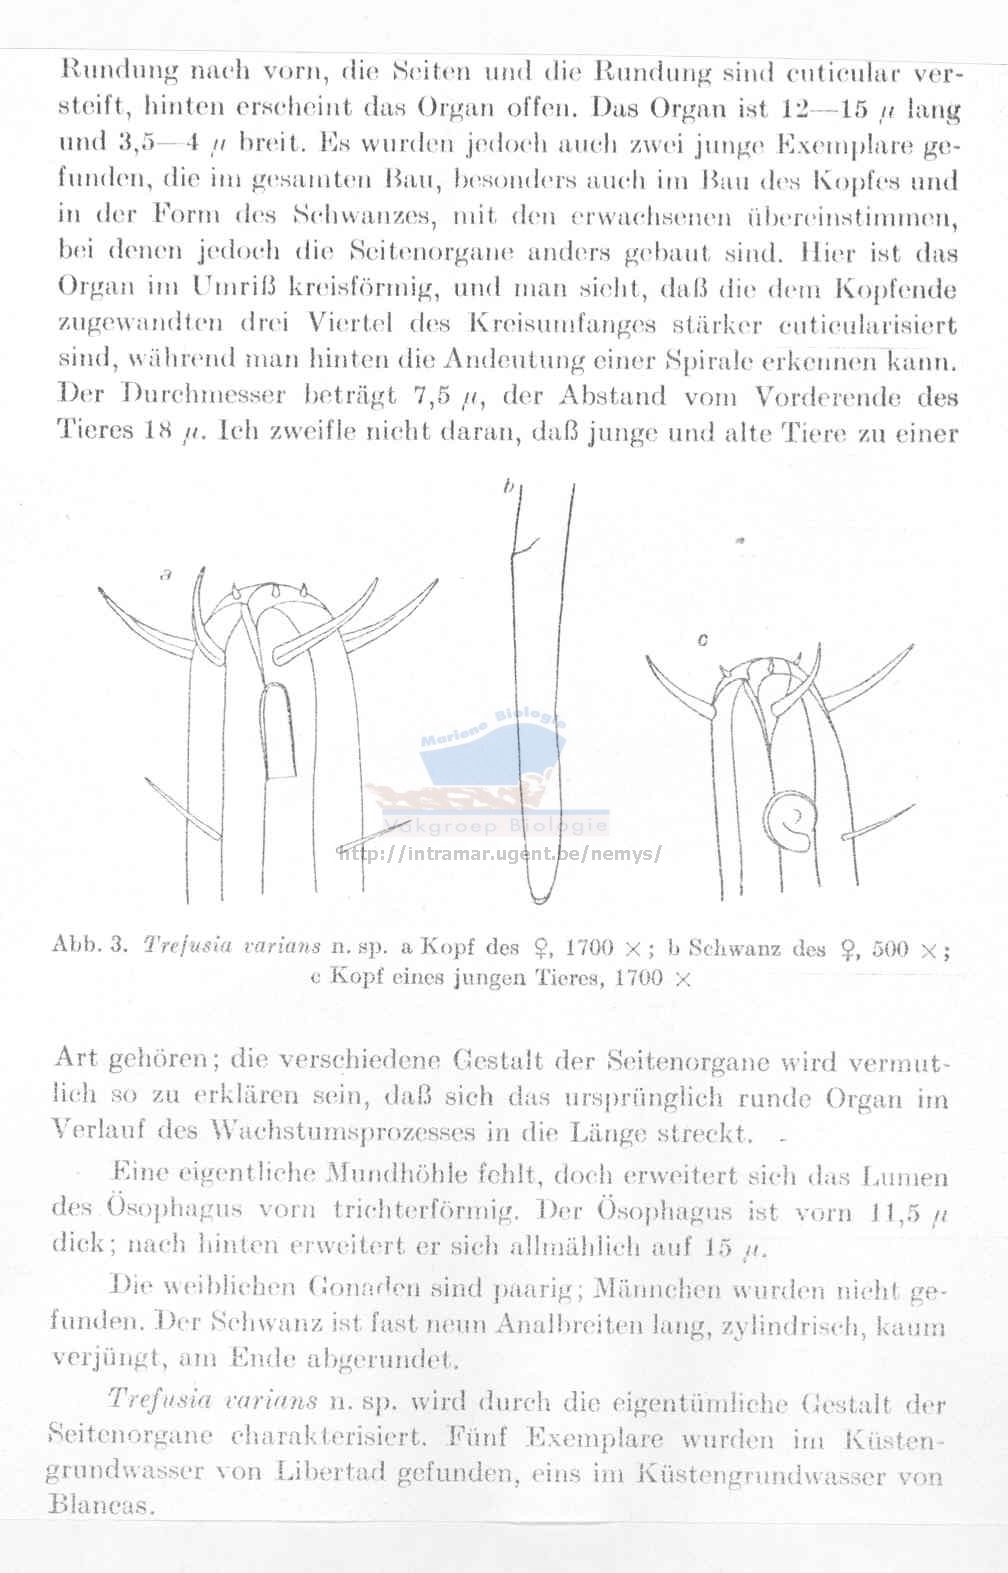 Rundung nach vorn, die Seiten und die Rundung sind cuticular ver-
steift, hinten erscheint das Organ offen. Das Organ ist 12—15 μ lang
und 3,5—4 μ breit. Es wurden jedoch auch zwei junge Exemplare ge-
funden, die im gesamten Bau, besonders auch im Bau des Kopfes und
in der Form des Schwanzes, mit den erwachsenen übereinstimmen,
bei denen jedoch die Seitenorgane anders gebaut sind. Hier ist das
Organ im Umriß kreisförmig, und man sieht, daß die dem Kopfende
zugewandten drei Viertel des Kreisumfanges stärker cuticularisiert
sind, während man hinten die Andeutung einer Spirale erkennen kann.
Der Durchmesser beträgt 7,5 μ, der Abstand vom Vorderende des
Tieres 18 μ. Ich zweifle nicht daran, daß junge und alte Tiere zu einer
b
a
c
Mariene Biologie
Vakgroep Biologie
http://intramar.ugent.be/nemys/
Abb. 3. Trefusia varians n. sp. a Kopf des ♀, 1700 ×; b Schwanz des ♀, 500 ×;
c Kopf eines jungen Tieres, 1700 ×
Art gehören; die verschiedene Gestalt der Seitenorgane wird vermut-
lich so zu erklären sein, daß sich das ursprünglich runde Organ im
Verlauf des Wachstumsprozesses in die Länge streckt.
Eine eigentliche Mundhöhle fehlt, doch erweitert sich das Lumen
des Ösophagus vorn trichterförmig. Der Ösophagus ist vorn 11,5 μ
dick; nach hinten erweitert er sich allmählich auf 15 μ.
Die weiblichen Gonaden sind paarig; Männchen wurden nicht ge-
funden. Der Schwanz ist fast neun Analbreiten lang, zylindrisch, kaum
verjüngt, am Ende abgerundet.
Trefusia varians n. sp. wird durch die eigentümliche Gestalt der
Seitenorgane charakterisiert. Fünf Exemplare wurden im Küsten-
grundwasser von Libertad gefunden, eins im Küstengrundwasser von
Blancas.